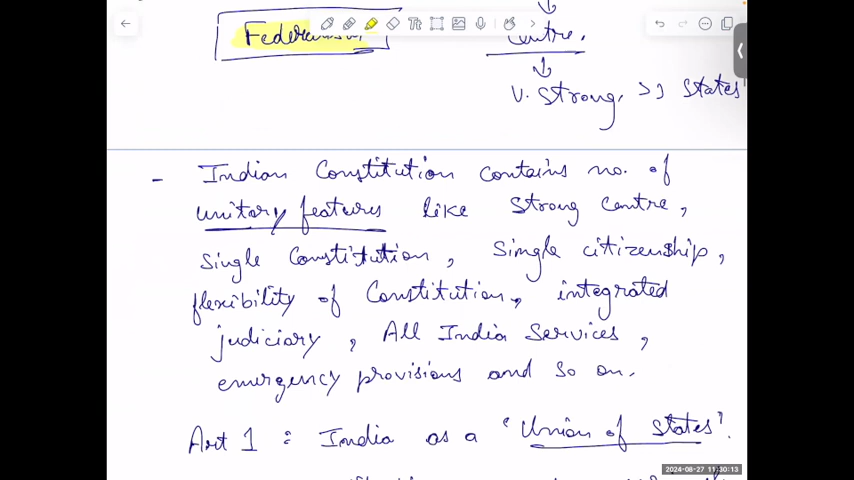 Federalism
Centre.
V. Strong, >> States
- Indian Constitution contains no. of
unitary features like Strong Centre,
Single Constitution, Single citizenship,
flexibility of Constitution, integrated
judiciary, All India Services,
emergency provisions and so on.
Art 1 : India as a "Union of States".
2024-08-27 11:30:13